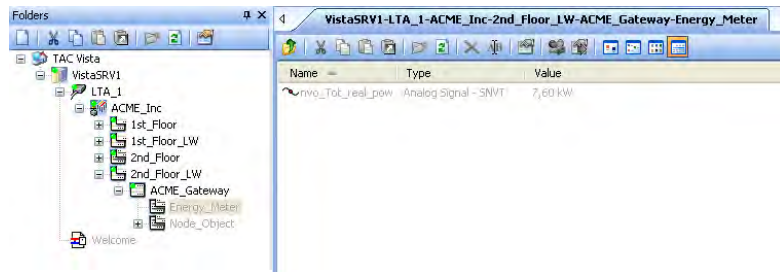 Folders
TAC Vista
VistaSRV1
LTA_1
ACME_Inc
1st_Floor
1st_Floor_LW
2nd_Floor
2nd_Floor_LW
ACME_Gateway
Energy_Meter
Node_Object
Welcome
VistaSRV1-LTA_1-ACME_Inc-2nd_Floor_LW-ACME_Gateway-Energy_Meter
Name Type Value
nvo_Tot_real_pow Analog Signal - SNVT 7,60 kW